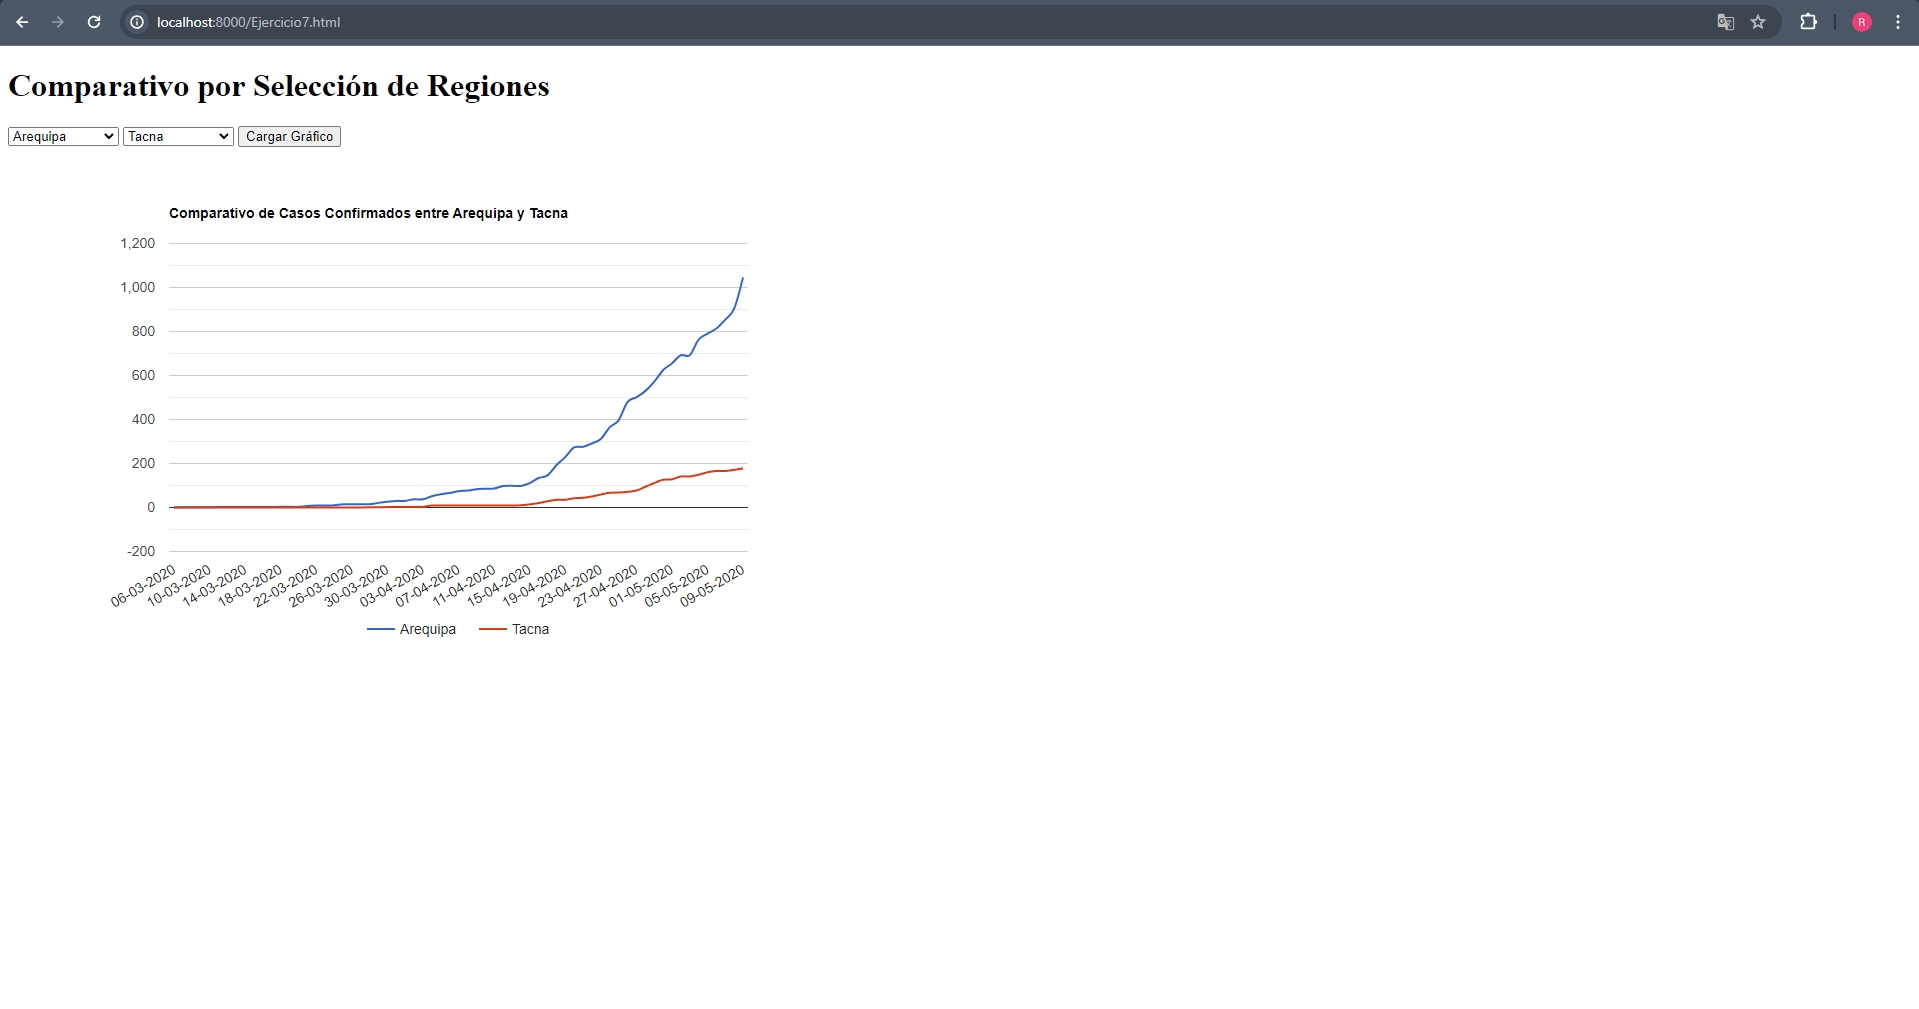 localhost:8000/Ejercicio7.html
R
Comparativo por Selección de Regiones
Arequipa Tacna Cargar Gráfico
Comparativo de Casos Confirmados entre Arequipa y Tacna
1,200
1,000
800
600
400
200
0
-200
06-03-2020 10-03-2020 14-03-2020 18-03-2020 22-03-2020 26-03-2020 30-03-2020 03-04-2020 07-04-2020 11-04-2020 15-04-2020 19-04-2020 23-04-2020 27-04-2020 01-05-2020 05-05-2020 09-05-2020
Arequipa Tacna